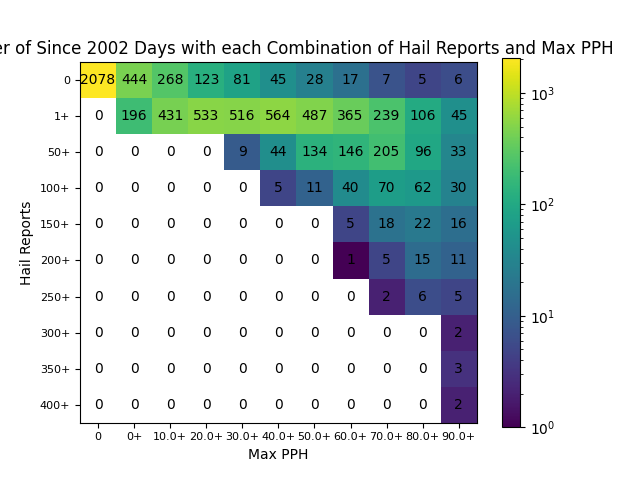 er of Since 2002 Days with each Combination of Hail Reports and Max PPH
0 2078 444 268 123 81 45 28 17 7 5 6
1+ 0 196 431 533 516 564 487 365 239 106 45
50+ 0 0 0 0 9 44 134 146 205 96 33
100+ 0 0 0 0 0 5 11 40 70 62 30
150+ 0 0 0 0 0 0 0 5 18 22 16
200+ 0 0 0 0 0 0 0 1 5 15 11
250+ 0 0 0 0 0 0 0 0 2 6 5
300+ 0 0 0 0 0 0 0 0 0 0 2
350+ 0 0 0 0 0 0 0 0 0 0 3
400+ 0 0 0 0 0 0 0 0 0 0 2
0 0+ 10.0+ 20.0+ 30.0+ 40.0+ 50.0+ 60.0+ 70.0+ 80.0+ 90.0+
Max PPH
Hail Reports
10³
10²
10¹
10⁰